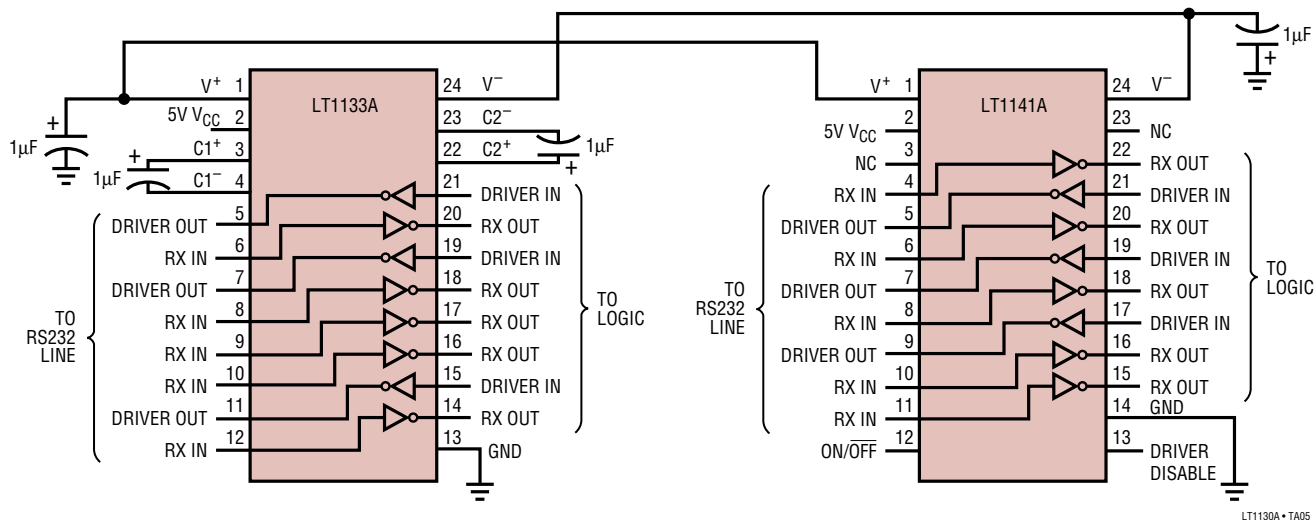 1µF
V⁺ 1
LT1133A
24 V⁻
5V VCC 2
23 C2⁻
1µF
C1⁺ 3
22 C2⁺
+
1µF
C1⁻ 4
+
1µF
+
21 DRIVER IN
DRIVER OUT 5
20 RX OUT
RX IN 6
19 DRIVER IN
DRIVER OUT 7
18 RX OUT
RX IN 8
17 RX OUT
RX IN 9
16 RX OUT
RX IN 10
15 DRIVER IN
DRIVER OUT 11
14 RX OUT
RX IN 12
13 GND
TO
RS232
LINE
TO
LOGIC
V⁺ 1
LT1141A
24 V⁻
+
5V VCC 2
23 NC
NC 3
22 RX OUT
RX IN 4
21 DRIVER IN
DRIVER OUT 5
20 RX OUT
RX IN 6
19 DRIVER IN
DRIVER OUT 7
18 RX OUT
RX IN 8
17 DRIVER IN
DRIVER OUT 9
16 RX OUT
RX IN 10
15 RX OUT
RX IN 11
14 GND
ON/O̅F̅F̅ 12
13 DRIVER
DISABLE
TO
RS232
LINE
TO
LOGIC
LT1130A • TA05